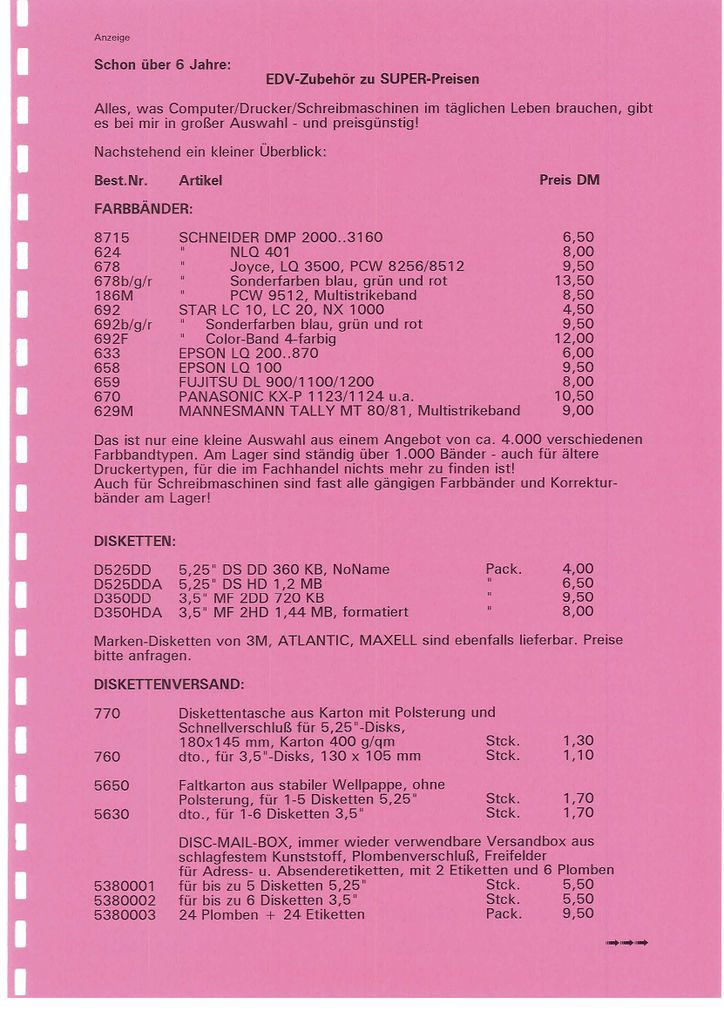 Anzeige
Schon über 6 Jahre:
EDV-Zubehör zu SUPER-Preisen
Alles, was Computer/Drucker/Schreibmaschinen im täglichen Leben brauchen, gibt
es bei mir in großer Auswahl - und preisgünstig!
Nachstehend ein kleiner Überblick:
Best.Nr. Artikel Preis DM
FARBBÄNDER:
8715 SCHNEIDER DMP 2000..3160 6,50
624 " NLQ 401 8,00
678 " Joyce, LQ 3500, PCW 8256/8512 9,50
678b/g/r " Sonderfarben blau, grün und rot 13,50
186M " PCW 9512, Multistrikeband 8,50
692 STAR LC 10, LC 20, NX 1000 4,50
692b/g/r " Sonderfarben blau, grün und rot 9,50
692F " Color-Band 4-farbig 12,00
633 EPSON LQ 200..870 6,00
658 EPSON LQ 100 9,50
659 FUJITSU DL 900/1100/1200 8,00
670 PANASONIC KX-P 1123/1124 u.a. 10,50
629M MANNESMANN TALLY MT 80/81, Multistrikeband 9,00
Das ist nur eine kleine Auswahl aus einem Angebot von ca. 4.000 verschiedenen
Farbbandtypen. Am Lager sind ständig über 1.000 Bänder - auch für ältere
Druckertypen, für die im Fachhandel nichts mehr zu finden ist!
Auch für Schreibmaschinen sind fast alle gängigen Farbbänder und Korrektur-
bänder am Lager!
DISKETTEN:
D525DD 5,25" DS DD 360 KB, NoName Pack. 4,00
D525DDA 5,25" DS HD 1,2 MB " 6,50
D350DD 3,5" MF 2DD 720 KB " 9,50
D350HDA 3,5" MF 2HD 1,44 MB, formatiert " 8,00
Marken-Disketten von 3M, ATLANTIC, MAXELL sind ebenfalls lieferbar. Preise
bitte anfragen.
DISKETTENVERSAND:
770 Diskettentasche aus Karton mit Polsterung und
Schnellverschluß für 5,25"-Disks,
180x145 mm, Karton 400 g/qm Stck. 1,30
760 dto., für 3,5"-Disks, 130 x 105 mm Stck. 1,10
5650 Faltkarton aus stabiler Wellpappe, ohne
Polsterung, für 1-5 Disketten 5,25" Stck. 1,70
5630 dto., für 1-6 Disketten 3,5" Stck. 1,70
DISC-MAIL-BOX, immer wieder verwendbare Versandbox aus
schlagfestem Kunststoff, Plombenverschluß, Freifelder
für Adress- u. Absenderetiketten, mit 2 Etiketten und 6 Plomben
5380001 für bis zu 5 Disketten 5,25" Stck. 5,50
5380002 für bis zu 6 Disketten 3,5" Stck. 5,50
5380003 24 Plomben + 24 Etiketten Pack. 9,50